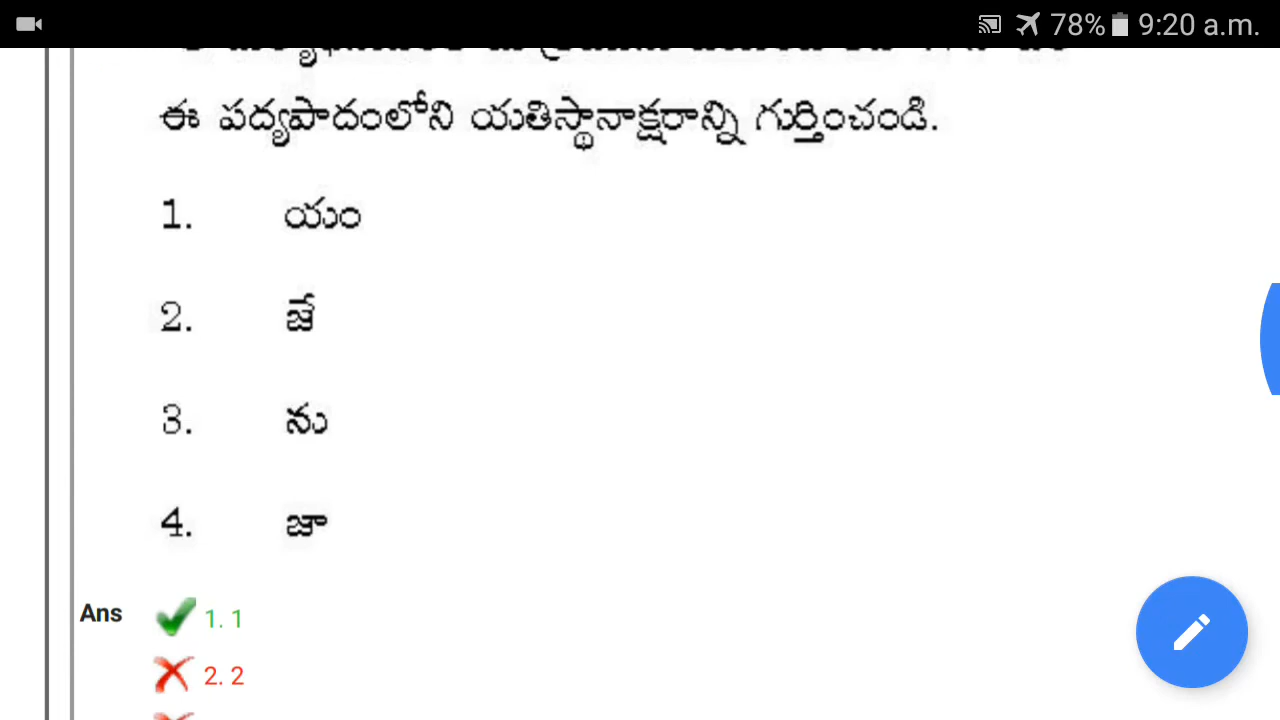 78% 9:20 a.m.
ఈ పద్యపాదంలోని యతిస్థానాక్షరాన్ని గుర్తించండి.
1. యం
2. జే
3. ను
4. జా
Ans 1. 1
2. 2